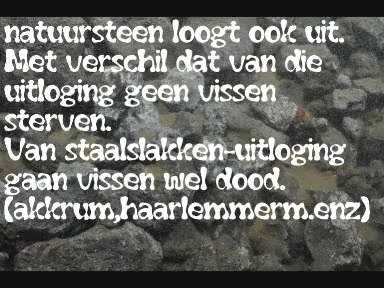 natuursteen loogt ook uit.
Met verschil dat van die
uitloging geen vissen
sterven.
Van staalslakken-uitloging
gaan vissen wel dood.
(akkrum,haarlemmerm.enz)